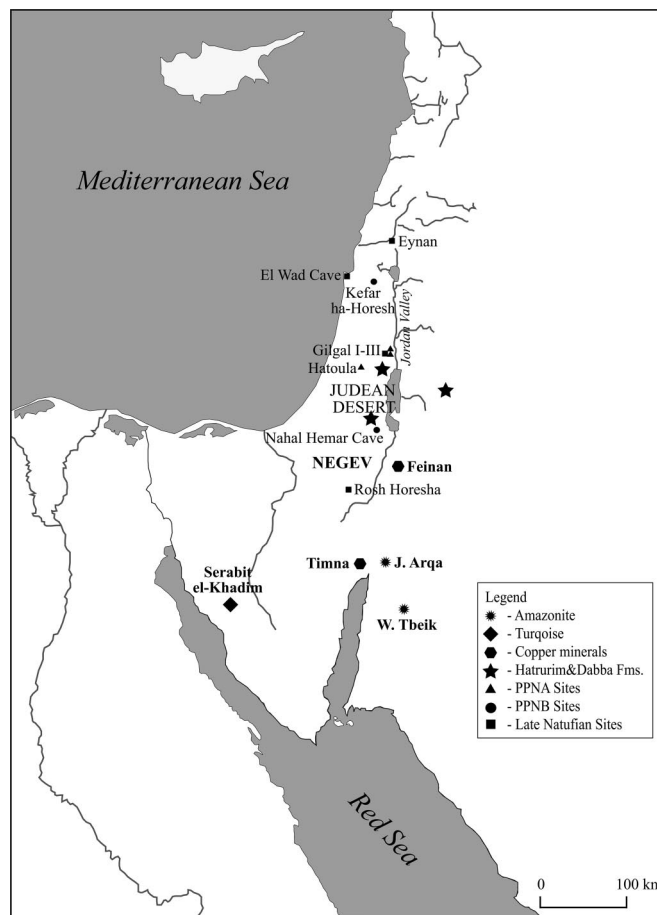 Mediterranean Sea
Eynan
El Wad Cave
Kefar
ha-Horesh
Jordan Valley
Gilgal I-III
Hatoula
JUDEAN
DESERT
Nahal Hemar Cave
NEGEV
Feinan
Rosh Horesha
Timna
J. Arqa
Serabit
el-Khadim
W. Tbeik
Legend
- Amazonite
- Turqoise
- Copper minerals
- Hatrurim&Dabba Fms.
- PPNA Sites
- PPNB Sites
- Late Natufian Sites
Red Sea
0 100 km